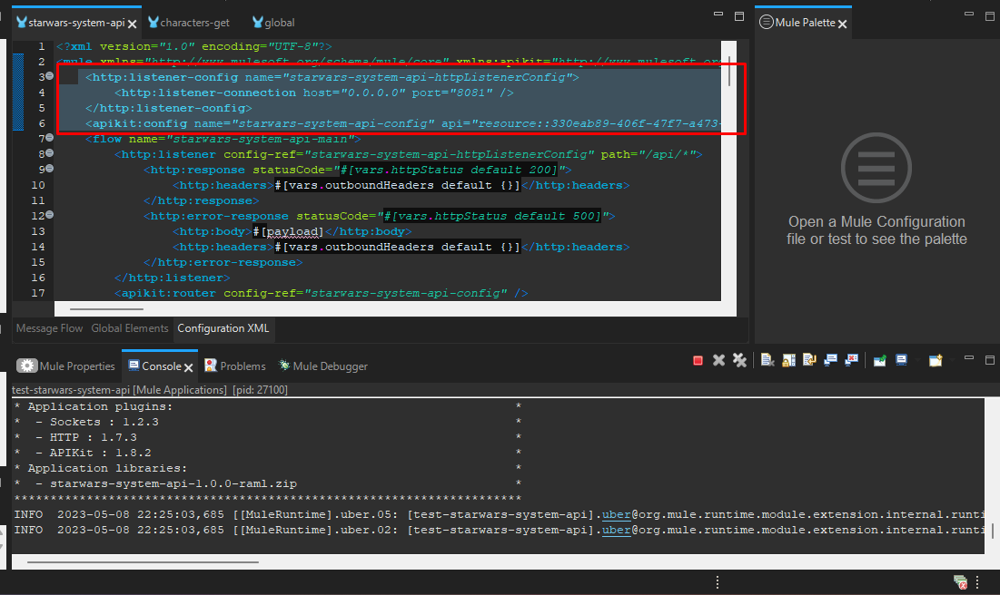 starwars-system-api characters-get global
Mule Palette
1 <?xml version="1.0" encoding="UTF-8"?>
2 <mule xmlns="http://www.mulesoft.org/schema/mule/core" xmlns:apikit="http://www.mulesoft.org
3 <http:listener-config name="starwars-system-api-httpListenerConfig">
4 <http:listener-connection host="0.0.0.0" port="8081" />
5 </http:listener-config>
6 <apikit:config name="starwars-system-api-config" api="resource::330eab89-406f-47f7-a473-
7 <flow name="starwars-system-api-main">
8 <http:listener config-ref="starwars-system-api-httpListenerConfig" path="/api/*">
9 <http:response statusCode="#[vars.httpStatus default 200]">
10 <http:headers>#[vars.outboundHeaders default {}]</http:headers>
11 </http:response>
12 <http:error-response statusCode="#[vars.httpStatus default 500]">
13 <http:body>#[payload]</http:body>
14 <http:headers>#[vars.outboundHeaders default {}]</http:headers>
15 </http:error-response>
16 </http:listener>
17 <apikit:router config-ref="starwars-system-api-config" />
Open a Mule Configuration
file or test to see the palette
Message Flow Global Elements Configuration XML
Mule Properties Console Problems Mule Debugger
test-starwars-system-api [Mule Applications] [pid: 27100]
* Application plugins: *
* - Sockets : 1.2.3 *
* - HTTP : 1.7.3 *
* - APIKit : 1.8.2 *
* Application libraries: *
* - starwars-system-api-1.0.0-raml.zip *
**********************************************************************
INFO 2023-05-08 22:25:03,685 [[MuleRuntime].uber.05: [test-starwars-system-api].uber@org.mule.runtime.module.extension.internal.runti
INFO 2023-05-08 22:25:03,685 [[MuleRuntime].uber.02: [test-starwars-system-api].uber@org.mule.runtime.module.extension.internal.runti